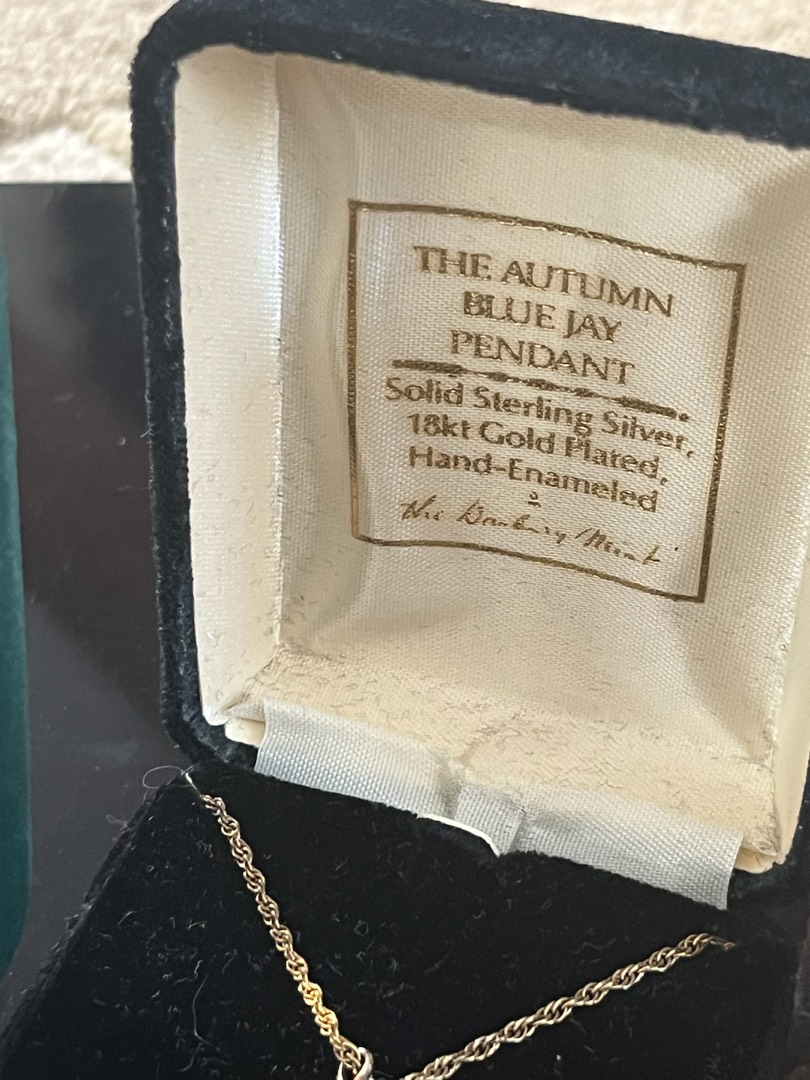 THE AUTUMN
BLUE JAY
PENDANT
Solid Sterling Silver,
18kt Gold Plated,
Hand-Enameled
The Danbury Mint